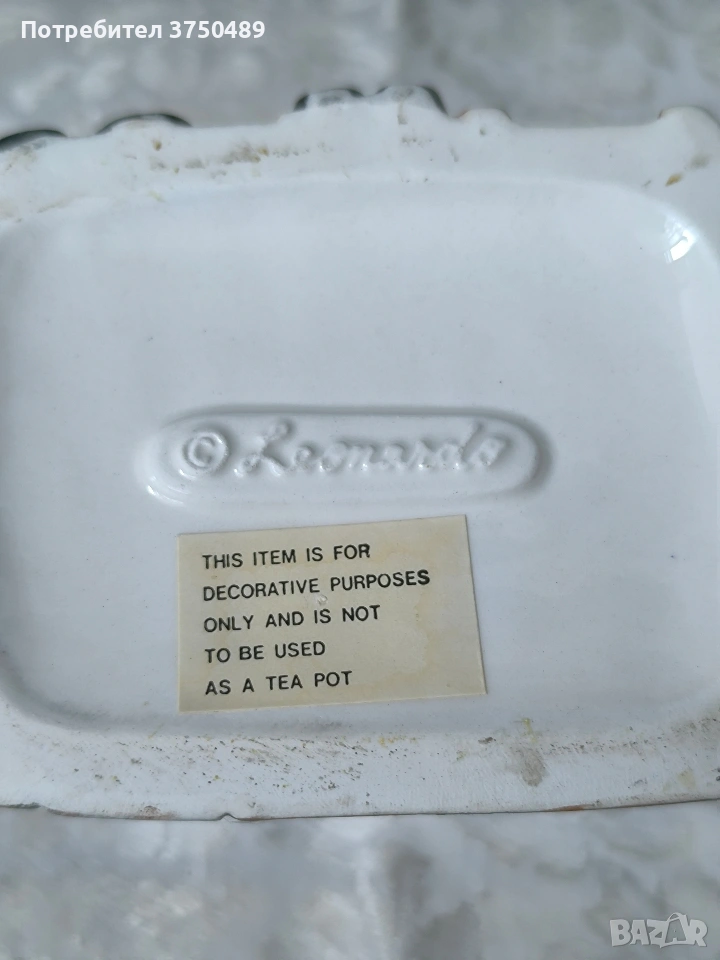 Потребител 3750489
© Leonardo
THIS ITEM IS FOR
DECORATIVE PURPOSES
ONLY AND IS NOT
TO BE USED
AS A TEA POT
BAZAR